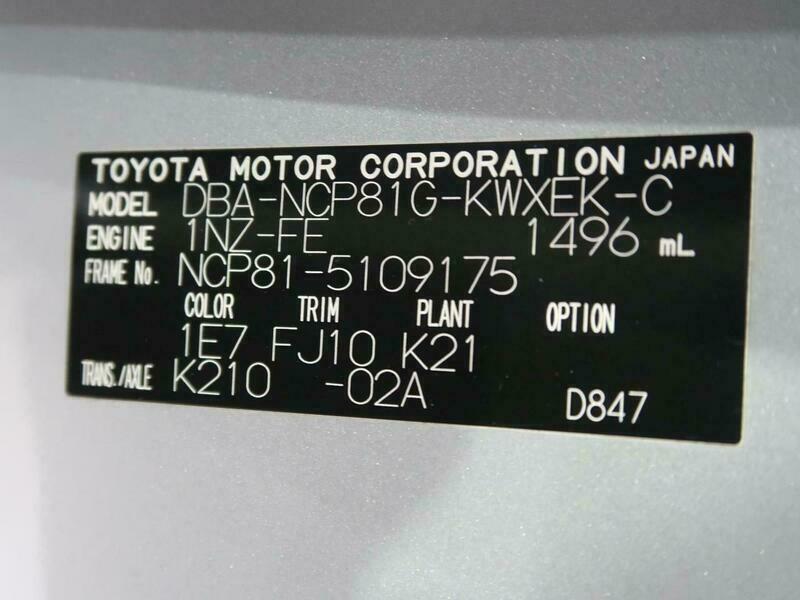 TOYOTA MOTOR CORPORATION JAPAN
MODEL DBA-NCP81G-KWXEK-C
ENGINE 1NZ-FE 1496 mL
FRAME No. NCP81-5109175
COLOR TRIM PLANT OPTION
1E7 FJ10 K21
TRANS./AXLE K210 -02A D847